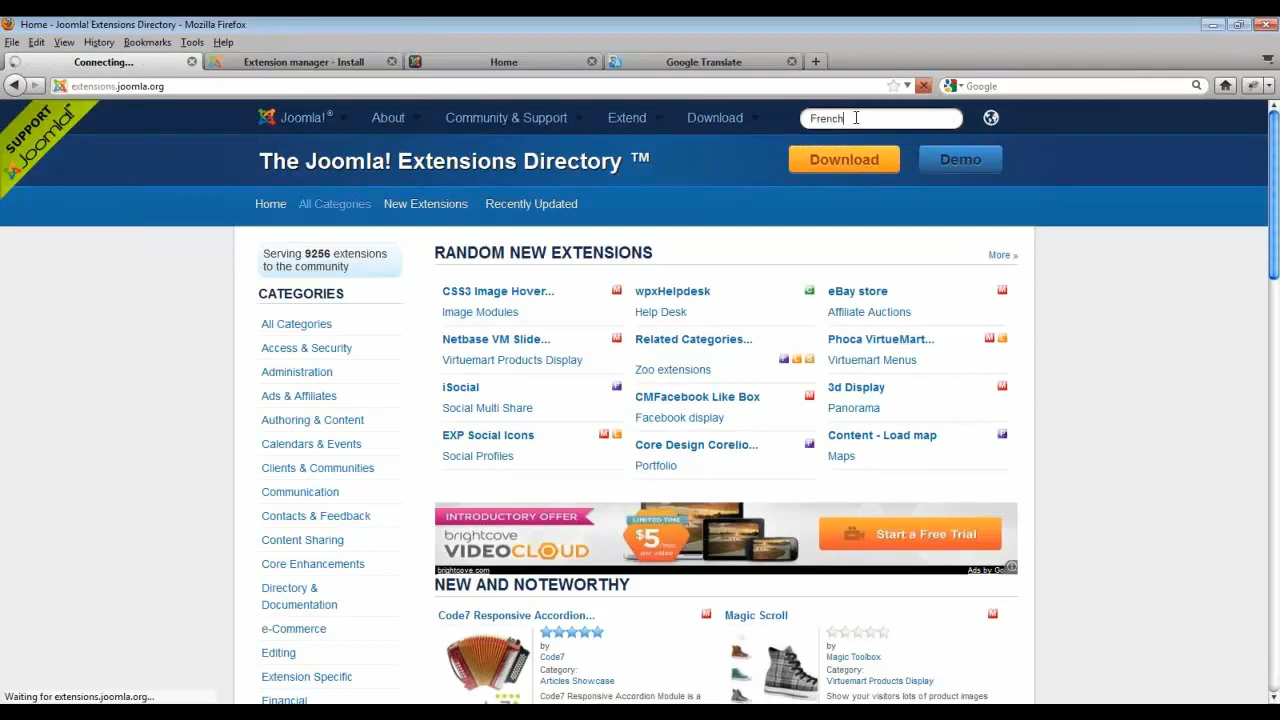 Home - Joomla! Extensions Directory - Mozilla Firefox
File Edit View History Bookmarks Tools Help
Connecting... Extension manager - Install Home Google Translate
extensions.joomla.org Google
SUPPORT
Joomla!
Joomla!® About Community & Support Extend Download French
The Joomla! Extensions Directory ™ Download Demo
Home All Categories New Extensions Recently Updated
Serving 9256 extensions
to the community
CATEGORIES
All Categories
Access & Security
Administration
Ads & Affiliates
Authoring & Content
Calendars & Events
Clients & Communities
Communication
Contacts & Feedback
Content Sharing
Core Enhancements
Directory &
Documentation
e-Commerce
Editing
Extension Specific
Financial
RANDOM NEW EXTENSIONS More »
CSS3 Image Hover...
Image Modules
Netbase VM Slide...
Virtuemart Products Display
iSocial
Social Multi Share
EXP Social Icons
Social Profiles
wpxHelpdesk
Help Desk
Related Categories...
Zoo extensions
CMFacebook Like Box
Facebook display
Core Design Corelio...
Portfolio
eBay store
Affiliate Auctions
Phoca VirtueMart...
Virtuemart Menus
3d Display
Panorama
Content - Load map
Maps
INTRODUCTORY OFFER
brightcove
VIDEOCLOUD
LIMITED TIME
$5/mo
per video
Start a Free Trial
brightcove.com Ads by Go
NEW AND NOTEWORTHY
Code7 Responsive Accordion...
by
Code7
Category:
Articles Showcase
Code7 Responsive Accordion Module is a
Magic Scroll
by
Magic Toolbox
Category:
Virtuemart Products Display
Show your visitors lots of product images
Waiting for extensions.joomla.org...